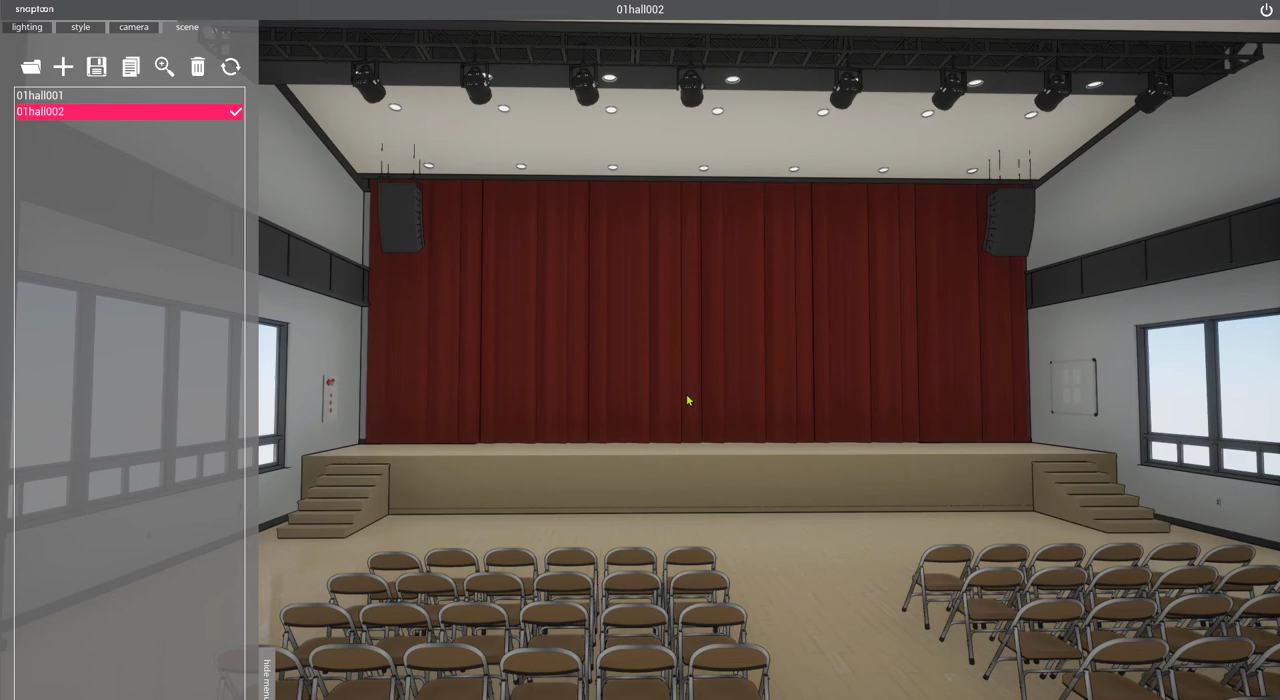 snaptoon
01hall002
lighting
style
camera
scene
01hall001
01hall002
hide menu